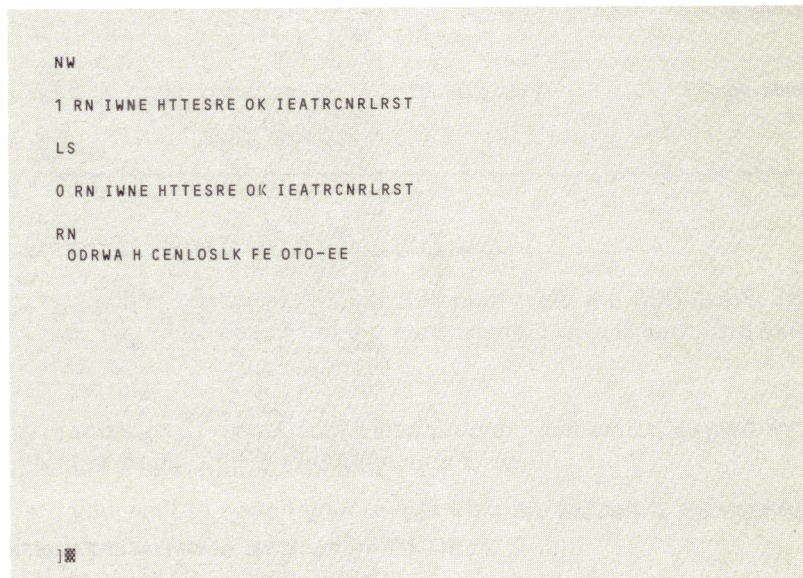 NW
1 RN IWNE HTTESRE OK IEATRCNRLRST
LS
0 RN IWNE HTTESRE OK IEATRCNRLRST
RN
ODRWA H CENLOSLK FE OTO-EE
]▒